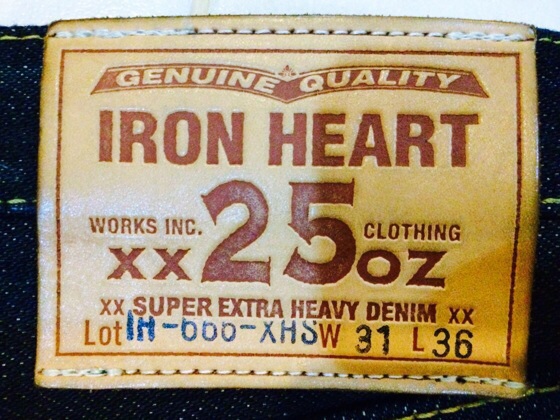 GENUINE QUALITY
IRON HEART
WORKS INC. 25 CLOTHING
XX OZ
XX SUPER EXTRA HEAVY DENIM XX
Lot IH-666-XHS W 31 L 36